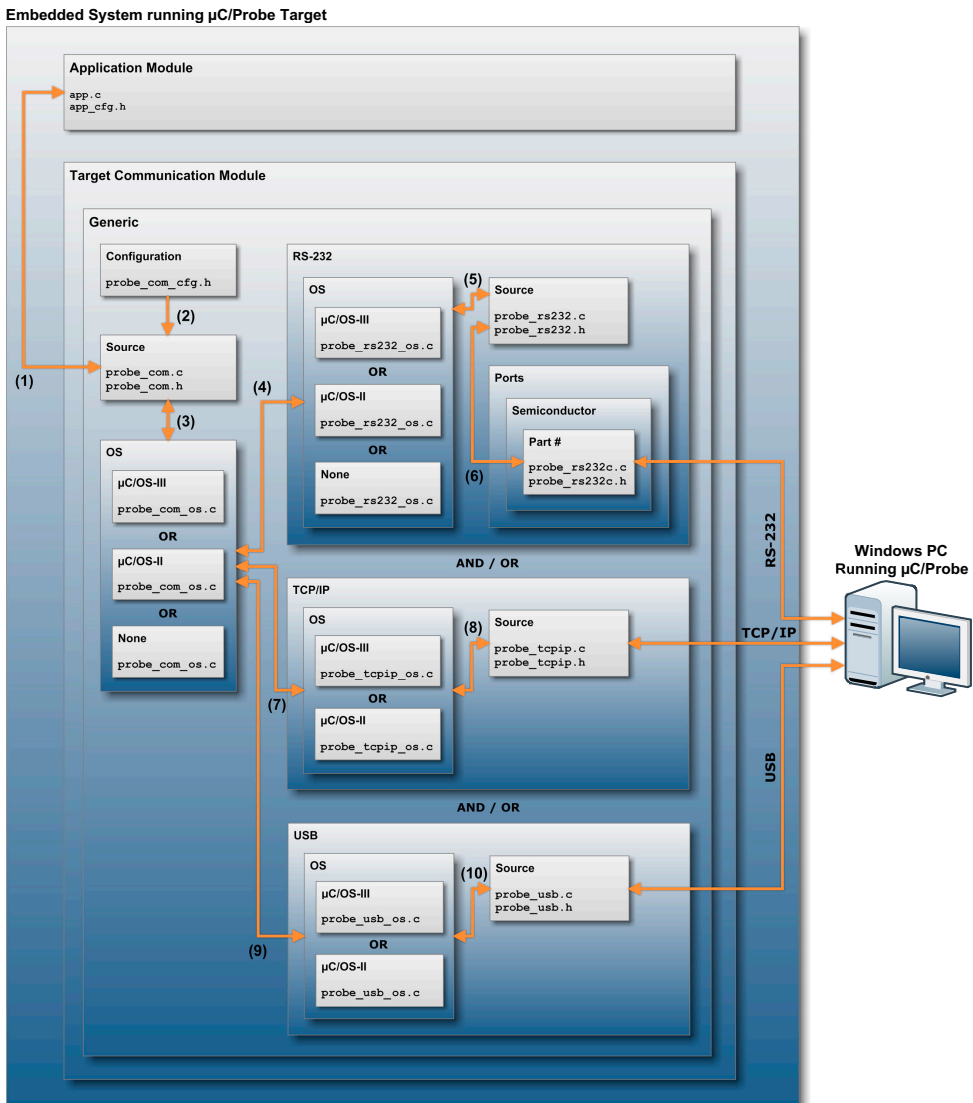 Embedded System running µC/Probe Target
Application Module
app.c
app_cfg.h
Target Communication Module
Generic
Configuration
probe_com_cfg.h
(2)
Source
probe_com.c
probe_com.h
(1)
(3)
OS
µC/OS-III
probe_com_os.c
OR
µC/OS-II
probe_com_os.c
OR
None
probe_com_os.c
(4)
RS-232
OS
µC/OS-III
probe_rs232_os.c
OR
µC/OS-II
probe_rs232_os.c
OR
None
probe_rs232_os.c
(5)
Source
probe_rs232.c
probe_rs232.h
Ports
Semiconductor
Part #
probe_rs232c.c
probe_rs232c.h
(6)
AND / OR
TCP/IP
OS
µC/OS-III
probe_tcpip_os.c
OR
µC/OS-II
probe_tcpip_os.c
(7)
(8)
Source
probe_tcpip.c
probe_tcpip.h
AND / OR
USB
OS
µC/OS-III
probe_usb_os.c
OR
µC/OS-II
probe_usb_os.c
(9)
(10)
Source
probe_usb.c
probe_usb.h
RS-232
TCP/IP
USB
Windows PC
Running µC/Probe